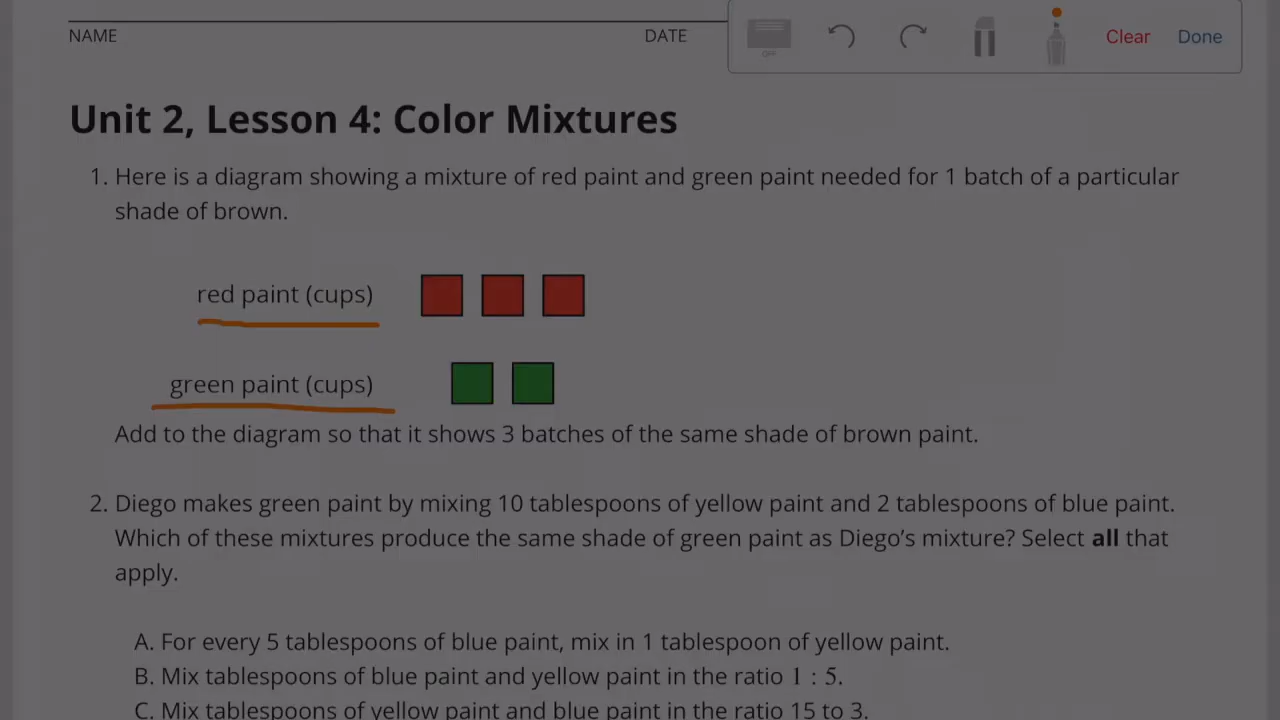 NAME DATE OFF Clear Done
Unit 2, Lesson 4: Color Mixtures
1. Here is a diagram showing a mixture of red paint and green paint needed for 1 batch of a particular
shade of brown.
red paint (cups)
green paint (cups)
Add to the diagram so that it shows 3 batches of the same shade of brown paint.
2. Diego makes green paint by mixing 10 tablespoons of yellow paint and 2 tablespoons of blue paint.
Which of these mixtures produce the same shade of green paint as Diego’s mixture? Select all that
apply.
A. For every 5 tablespoons of blue paint, mix in 1 tablespoon of yellow paint.
B. Mix tablespoons of blue paint and yellow paint in the ratio 1 : 5.
C. Mix tablespoons of yellow paint and blue paint in the ratio 15 to 3.